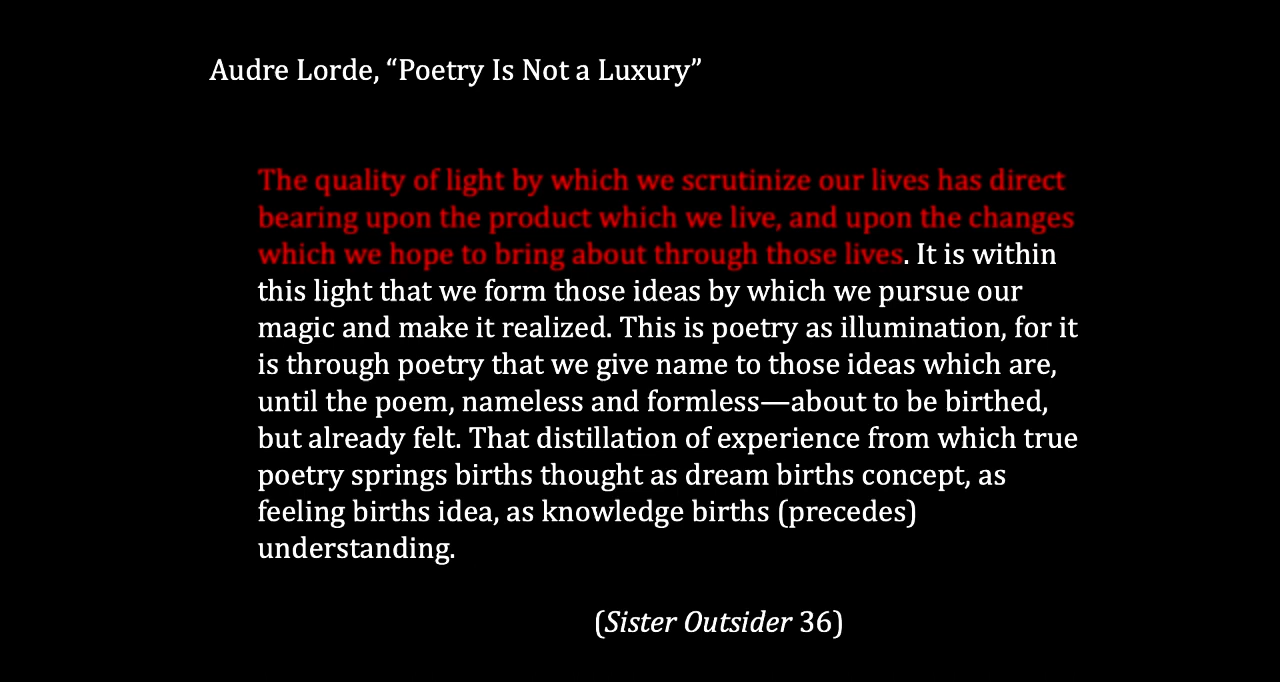 Audre Lorde, “Poetry Is Not a Luxury”
The quality of light by which we scrutinize our lives has direct
bearing upon the product which we live, and upon the changes
which we hope to bring about through those lives. It is within
this light that we form those ideas by which we pursue our
magic and make it realized. This is poetry as illumination, for it
is through poetry that we give name to those ideas which are,
until the poem, nameless and formless—about to be birthed,
but already felt. That distillation of experience from which true
poetry springs births thought as dream births concept, as
feeling births idea, as knowledge births (precedes)
understanding.
(Sister Outsider 36)